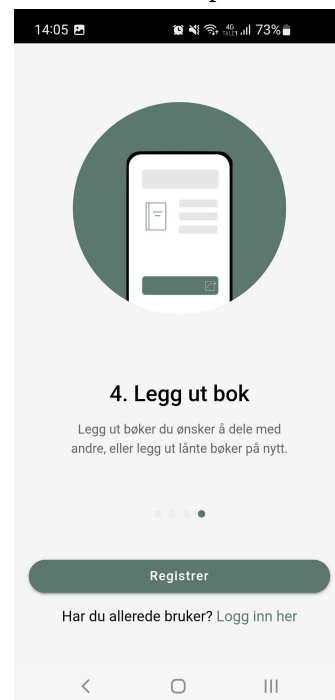 14:05
4G
73%
4. Legg ut bok
Legg ut bøker du ønsker å dele med
andre, eller legg ut lånte bøker på nytt.
Registrer
Har du allerede bruker? Logg inn her